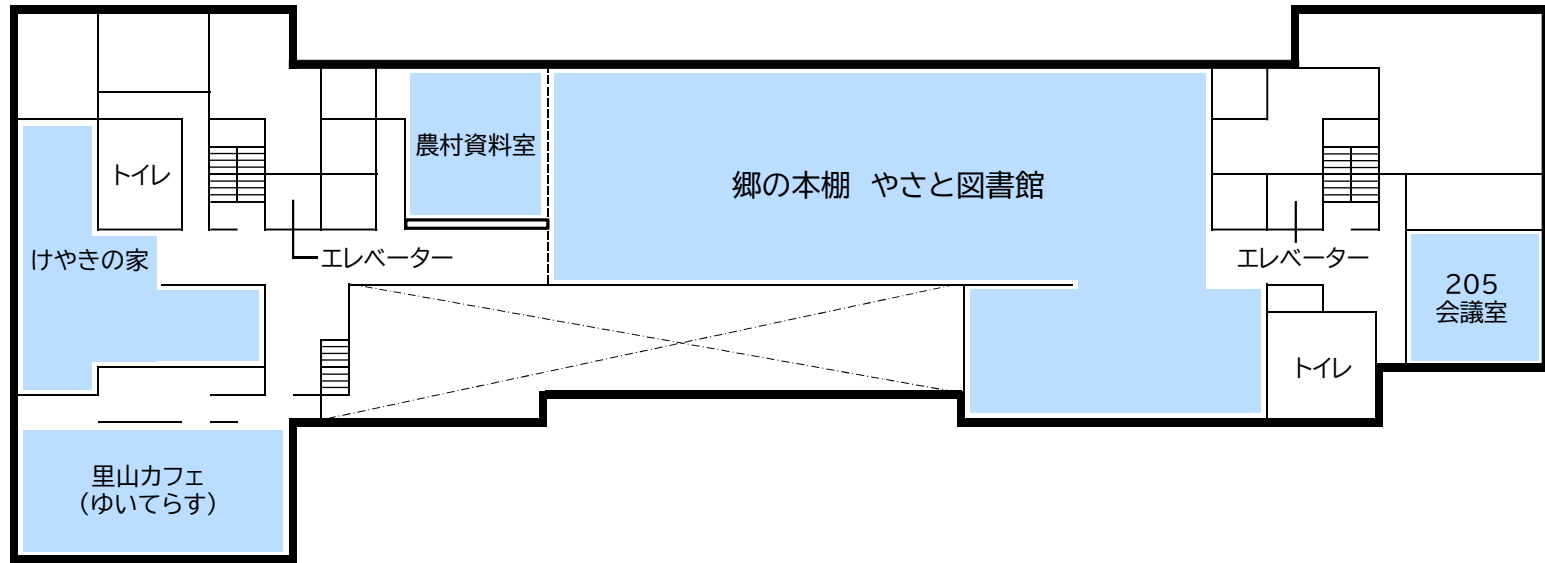 農村資料室
トイレ
郷の本棚 やさと図書館
けやきの家
エレベーター
エレベーター
205
会議室
トイレ
里山カフェ
(ゆいてらす)